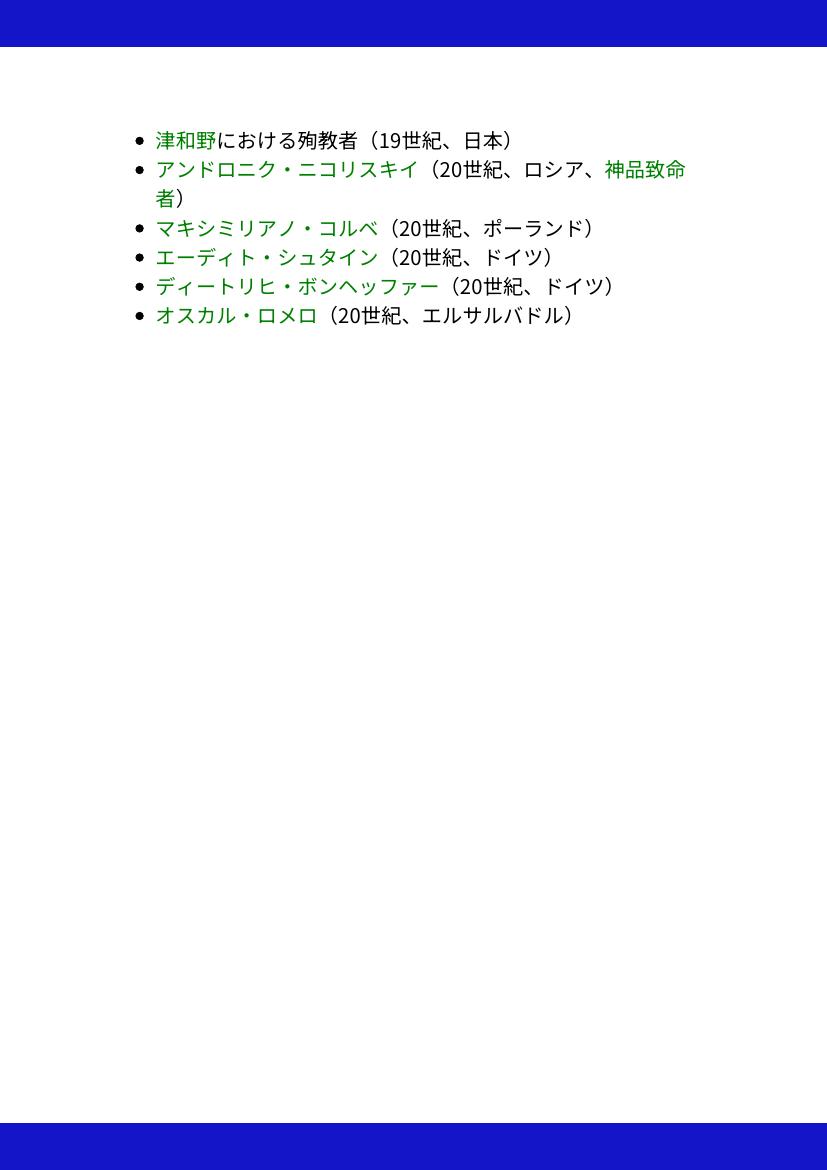 • 津和野における殉教者（19世紀、日本）
• アンドロニク・ニコリスキイ（20世紀、ロシア、神品致命
者）
• マキシミリアノ・コルベ（20世紀、ポーランド）
• エーディト・シュタイン（20世紀、ドイツ）
• ディートリヒ・ボンヘッファー（20世紀、ドイツ）
• オスカル・ロメロ（20世紀、エルサルバドル）